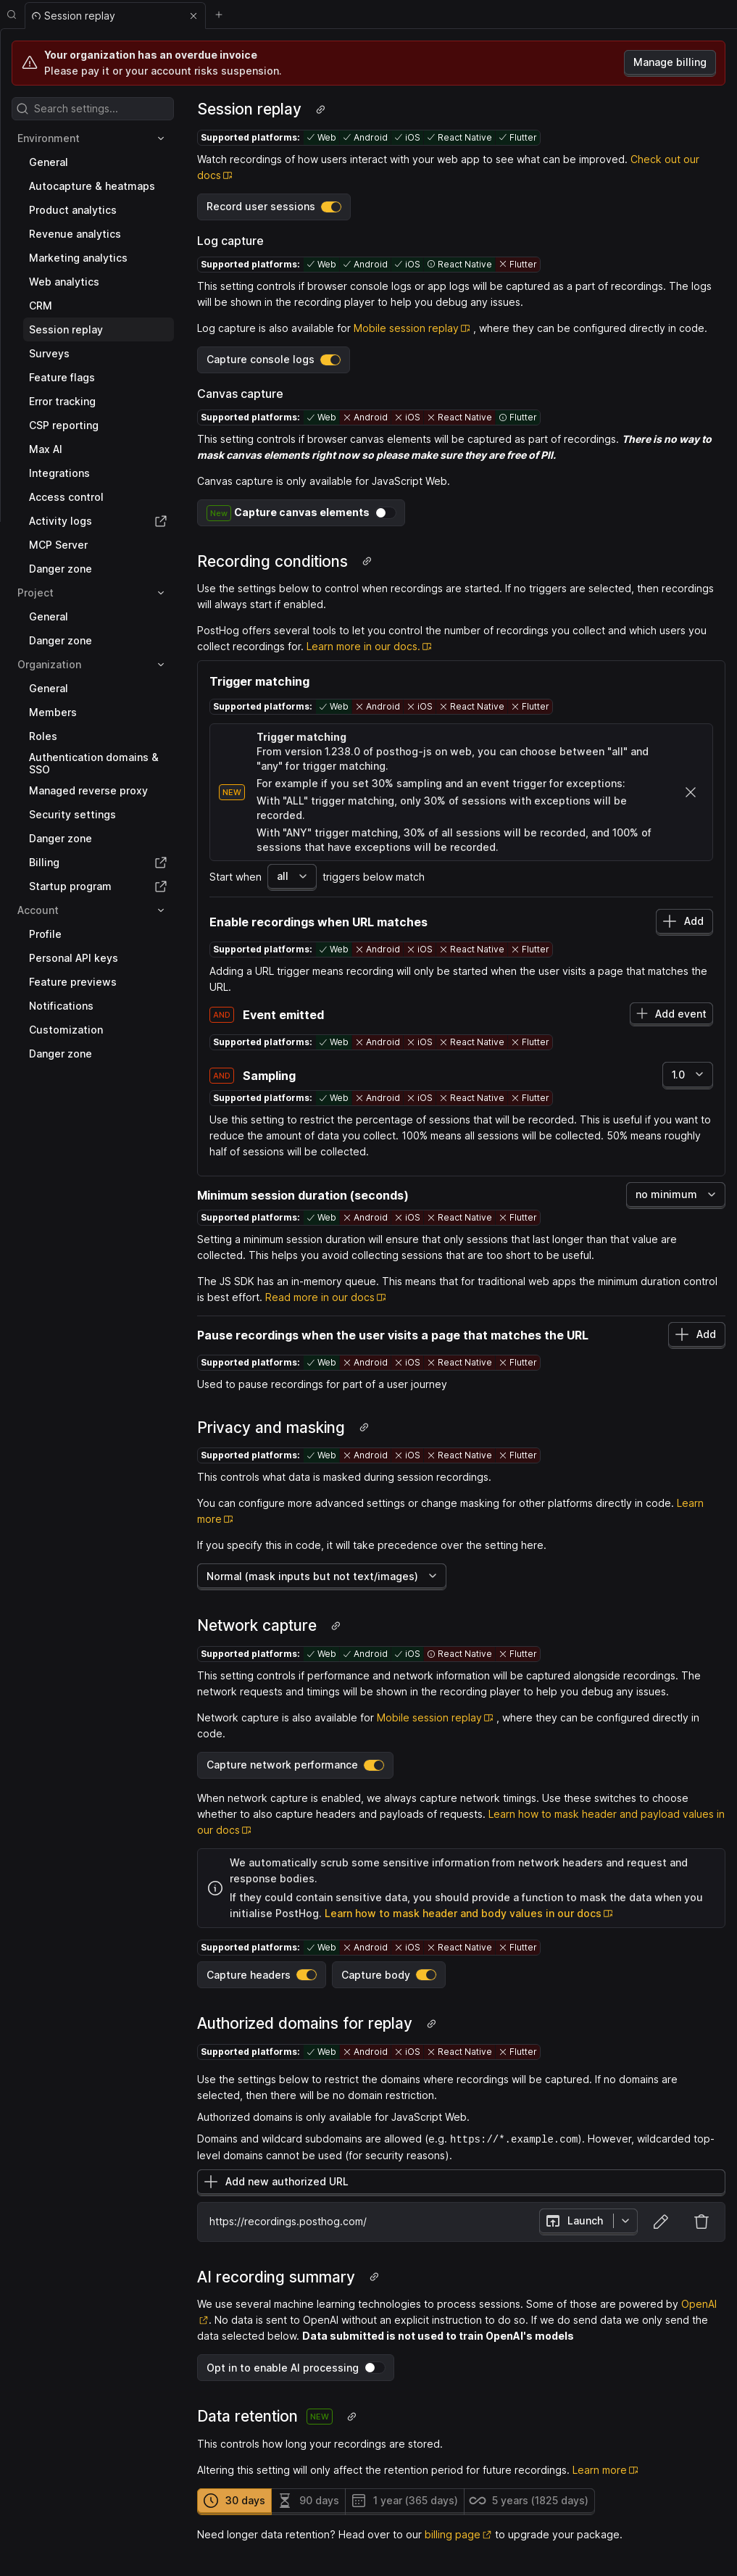 Session replay
Your organization has an overdue invoice
Please pay it or your account risks suspension.
Manage billing
Search settings...
Environment
General
Autocapture & heatmaps
Product analytics
Revenue analytics
Marketing analytics
Web analytics
CRM
Session replay
Surveys
Feature flags
Error tracking
CSP reporting
Max AI
Integrations
Access control
Activity logs
MCP Server
Danger zone
Project
General
Danger zone
Organization
General
Members
Roles
Authentication domains &
SSO
Managed reverse proxy
Security settings
Danger zone
Billing
Startup program
Account
Profile
Personal API keys
Feature previews
Notifications
Customization
Danger zone
Session replay
Supported platforms: Web Android iOS React Native Flutter
Watch recordings of how users interact with your web app to see what can be improved. Check out our
docs
Record user sessions
Log capture
Supported platforms: Web Android iOS React Native Flutter
This setting controls if browser console logs or app logs will be captured as a part of recordings. The logs
will be shown in the recording player to help you debug any issues.
Log capture is also available for Mobile session replay , where they can be configured directly in code.
Capture console logs
Canvas capture
Supported platforms: Web Android iOS React Native Flutter
This setting controls if browser canvas elements will be captured as part of recordings. There is no way to
mask canvas elements right now so please make sure they are free of PII.
Canvas capture is only available for JavaScript Web.
New Capture canvas elements
Recording conditions
Use the settings below to control when recordings are started. If no triggers are selected, then recordings
will always start if enabled.
PostHog offers several tools to let you control the number of recordings you collect and which users you
collect recordings for. Learn more in our docs.
Trigger matching
Supported platforms: Web Android iOS React Native Flutter
NEW
Trigger matching
From version 1.238.0 of posthog-js on web, you can choose between "all" and
"any" for trigger matching.
For example if you set 30% sampling and an event trigger for exceptions:
With "ALL" trigger matching, only 30% of sessions with exceptions will be
recorded.
With "ANY" trigger matching, 30% of all sessions will be recorded, and 100% of
sessions that have exceptions will be recorded.
Start when all triggers below match
Enable recordings when URL matches
Add
Supported platforms: Web Android iOS React Native Flutter
Adding a URL trigger means recording will only be started when the user visits a page that matches the
URL.
AND Event emitted
Add event
Supported platforms: Web Android iOS React Native Flutter
AND Sampling
1.0
Supported platforms: Web Android iOS React Native Flutter
Use this setting to restrict the percentage of sessions that will be recorded. This is useful if you want to
reduce the amount of data you collect. 100% means all sessions will be collected. 50% means roughly
half of sessions will be collected.
Minimum session duration (seconds)
no minimum
Supported platforms: Web Android iOS React Native Flutter
Setting a minimum session duration will ensure that only sessions that last longer than that value are
collected. This helps you avoid collecting sessions that are too short to be useful.
The JS SDK has an in-memory queue. This means that for traditional web apps the minimum duration control
is best effort. Read more in our docs
Pause recordings when the user visits a page that matches the URL
Add
Supported platforms: Web Android iOS React Native Flutter
Used to pause recordings for part of a user journey
Privacy and masking
Supported platforms: Web Android iOS React Native Flutter
This controls what data is masked during session recordings.
You can configure more advanced settings or change masking for other platforms directly in code. Learn
more
If you specify this in code, it will take precedence over the setting here.
Normal (mask inputs but not text/images)
Network capture
Supported platforms: Web Android iOS React Native Flutter
This setting controls if performance and network information will be captured alongside recordings. The
network requests and timings will be shown in the recording player to help you debug any issues.
Network capture is also available for Mobile session replay , where they can be configured directly in
code.
Capture network performance
When network capture is enabled, we always capture network timings. Use these switches to choose
whether to also capture headers and payloads of requests. Learn how to mask header and payload values in
our docs
We automatically scrub some sensitive information from network headers and request and
response bodies.
If they could contain sensitive data, you should provide a function to mask the data when you
initialise PostHog. Learn how to mask header and body values in our docs
Supported platforms: Web Android iOS React Native Flutter
Capture headers
Capture body
Authorized domains for replay
Supported platforms: Web Android iOS React Native Flutter
Use the settings below to restrict the domains where recordings will be captured. If no domains are
selected, then there will be no domain restriction.
Authorized domains is only available for JavaScript Web.
Domains and wildcard subdomains are allowed (e.g. https://*.example.com). However, wildcarded top-
level domains cannot be used (for security reasons).
Add new authorized URL
https://recordings.posthog.com/
Launch
AI recording summary
We use several machine learning technologies to process sessions. Some of those are powered by OpenAI
. No data is sent to OpenAI without an explicit instruction to do so. If we do send data we only send the
data selected below. Data submitted is not used to train OpenAI's models
Opt in to enable AI processing
Data retention NEW
This controls how long your recordings are stored.
Altering this setting will only affect the retention period for future recordings. Learn more
30 days
90 days
1 year (365 days)
5 years (1825 days)
Need longer data retention? Head over to our billing page to upgrade your package.